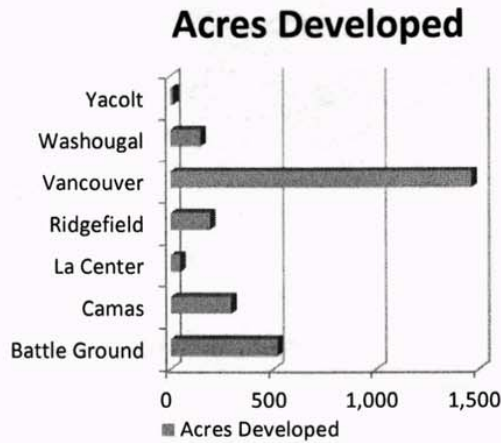 Acres Developed
Yacolt
Washougal
Vancouver
Ridgefield
La Center
Camas
Battle Ground
0 500 1,000 1,500
Acres Developed